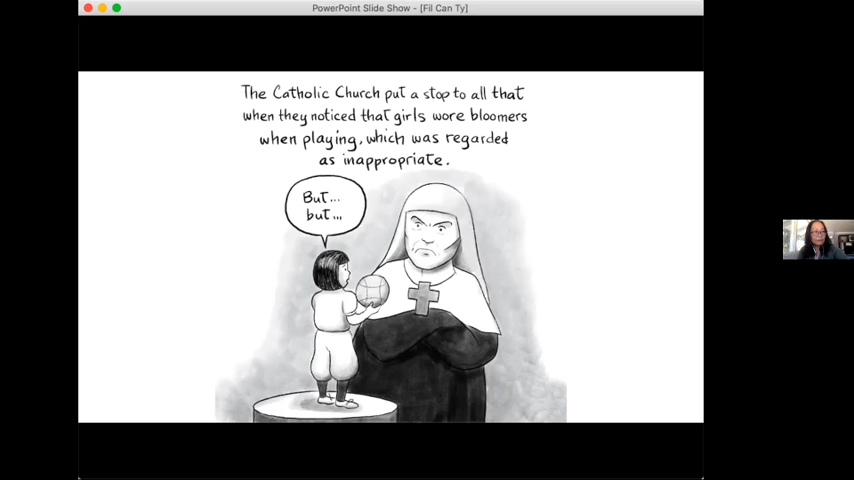 PowerPoint Slide Show - [Fil Can Ty]
The Catholic Church put a stop to all that
when they noticed that girls wore bloomers
when playing, which was regarded
as inappropriate.
But...
but...